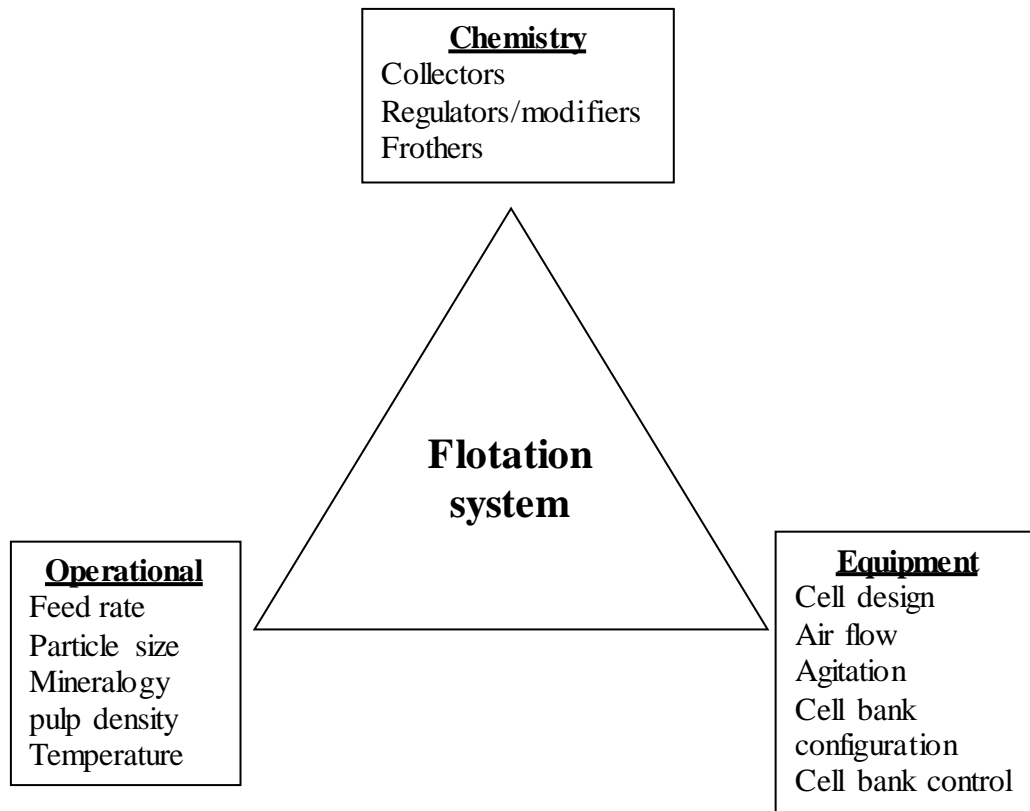 Chemistry
Collectors
Regulators/modifiers
Frothers
Flotation
system
Operational
Feed rate
Particle size
Mineralogy
pulp density
Temperature
Equipment
Cell design
Air flow
Agitation
Cell bank
configuration
Cell bank control